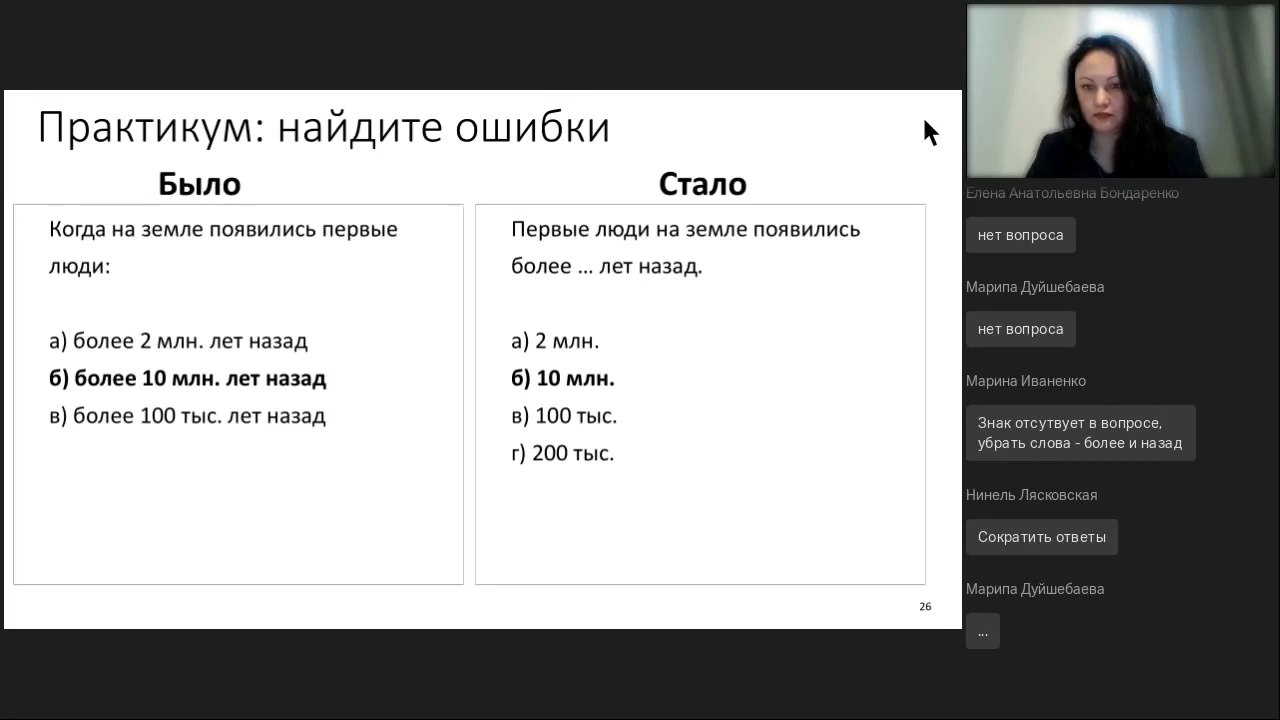 Практикум: найдите ошибки
Было
Когда на земле появились первые
люди:
а) более 2 млн. лет назад
б) более 10 млн. лет назад
в) более 100 тыс. лет назад
Стало
Первые люди на земле появились
более ... лет назад.
а) 2 млн.
б) 10 млн.
в) 100 тыс.
г) 200 тыс.
26
Елена Анатольевна Бондаренко
нет вопроса
Марипа Дуйшебаева
нет вопроса
Марина Иваненко
Знак отсутвует в вопросе,
убрать слова - более и назад
Нинель Лясковская
Сократить ответы
Марипа Дуйшебаева
...